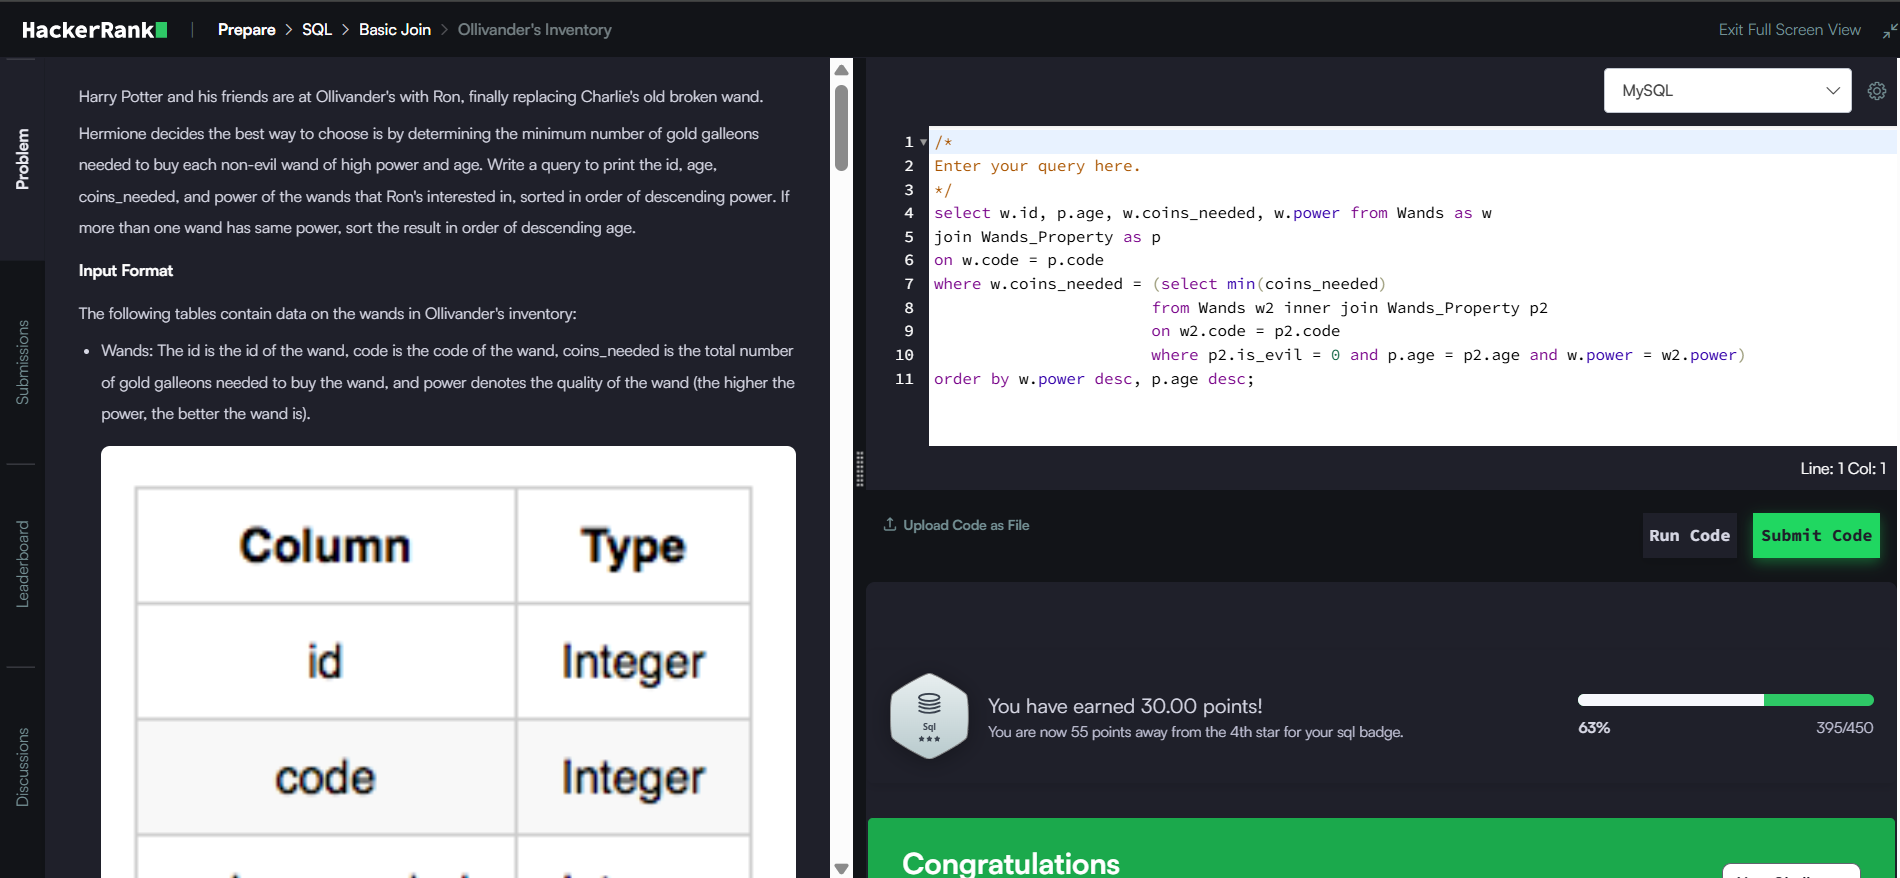 HackerRank | Prepare > SQL > Basic Join > Ollivander's Inventory
Exit Full Screen View
Problem
Submissions
Leaderboard
Discussions
Harry Potter and his friends are at Ollivander's with Ron, finally replacing Charlie's old broken wand.
Hermione decides the best way to choose is by determining the minimum number of gold galleons
needed to buy each non-evil wand of high power and age. Write a query to print the id, age,
coins_needed, and power of the wands that Ron's interested in, sorted in order of descending power. If
more than one wand has same power, sort the result in order of descending age.
Input Format
The following tables contain data on the wands in Ollivander's inventory:
• Wands: The id is the id of the wand, code is the code of the wand, coins_needed is the total number
of gold galleons needed to buy the wand, and power denotes the quality of the wand (the higher the
power, the better the wand is).
Column Type
id Integer
code Integer
MySQL
1 /*
2 Enter your query here.
3 */
4 select w.id, p.age, w.coins_needed, w.power from Wands as w
5 join Wands_Property as p
6 on w.code = p.code
7 where w.coins_needed = (select min(coins_needed)
8 from Wands w2 inner join Wands_Property p2
9 on w2.code = p2.code
10 where p2.is_evil = 0 and p.age = p2.age and w.power = w2.power)
11 order by w.power desc, p.age desc;
Line: 1 Col: 1
Upload Code as File
Run Code
Submit Code
Sql
You have earned 30.00 points!
You are now 55 points away from the 4th star for your sql badge.
63%
395/450
Congratulations